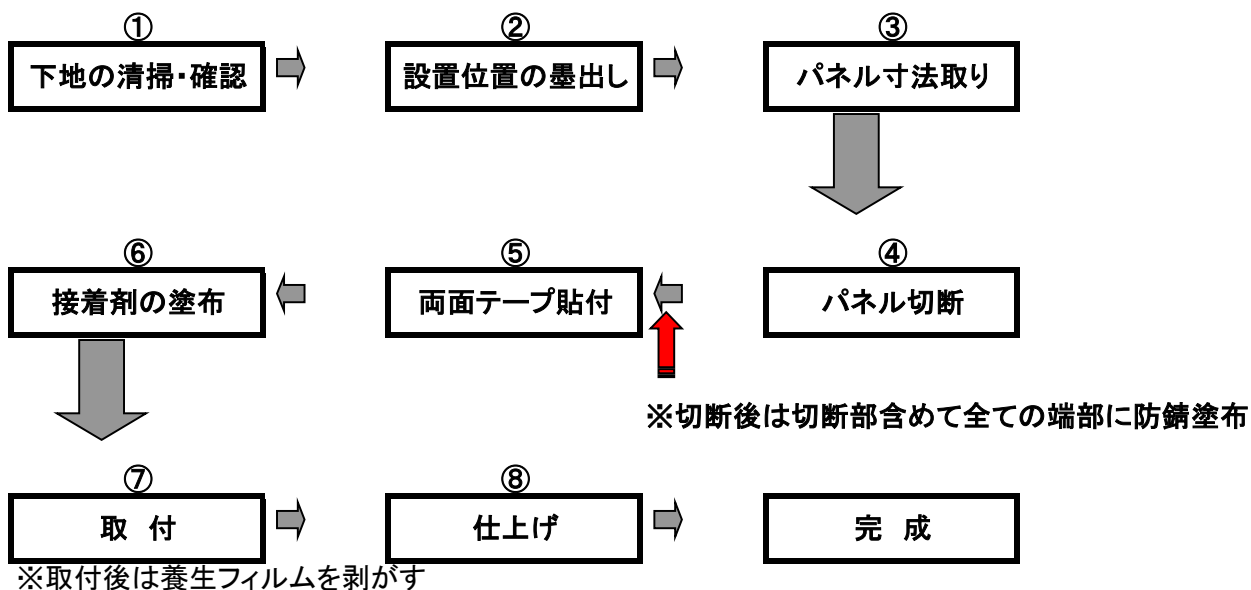 ①
下地の清掃・確認
②
設置位置の墨出し
③
パネル寸法取り
④
パネル切断
※切断後は切断部含めて全ての端部に防錆塗布
⑤
両面テープ貼付
⑥
接着剤の塗布
⑦
取 付
※取付後は養生フィルムを剥がす
⑧
仕上げ
完 成